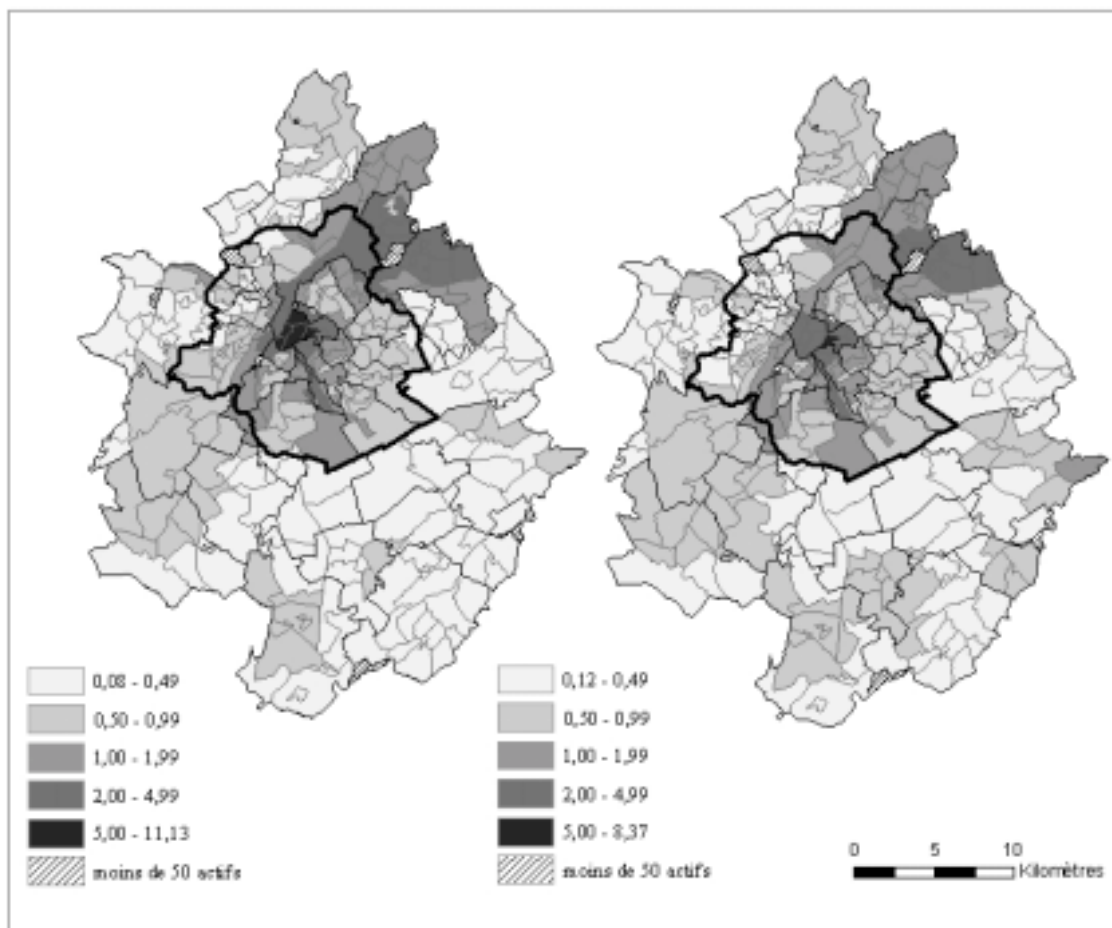 0,08 - 0,49
0,50 - 0,99
1,00 - 1,99
2,00 - 4,99
5,00 - 11,13
moins de 50 actifs
0,12 - 0,49
0,50 - 0,99
1,00 - 1,99
2,00 - 4,99
5,00 - 8,37
moins de 50 actifs
0 5 10
Kilomètres